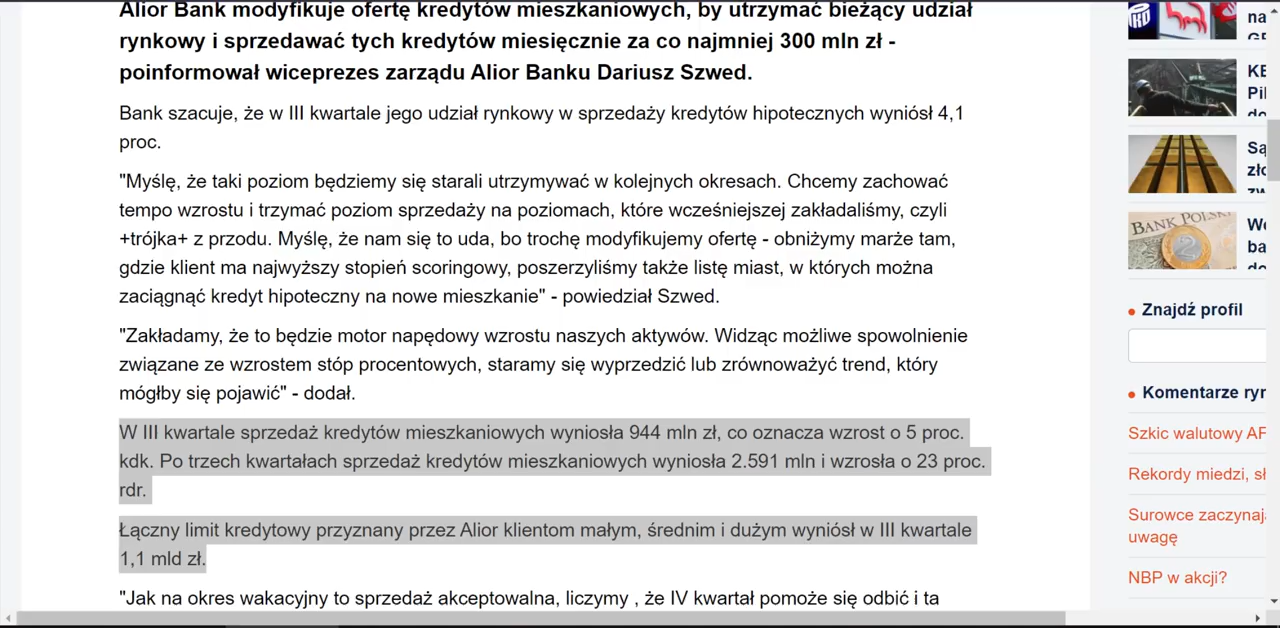 Alior Bank modyfikuje ofertę kredytów mieszkaniowych, by utrzymać bieżący udział
rynkowy i sprzedawać tych kredytów miesięcznie za co najmniej 300 mln zł -
poinformował wiceprezes zarządu Alior Banku Dariusz Szwed.
Bank szacuje, że w III kwartale jego udział rynkowy w sprzedaży kredytów hipotecznych wyniósł 4,1
proc.
"Myślę, że taki poziom będziemy się starali utrzymywać w kolejnych okresach. Chcemy zachować
tempo wzrostu i trzymać poziom sprzedaży na poziomach, które wcześniejszej zakładaliśmy, czyli
+trójka+ z przodu. Myślę, że nam się to uda, bo trochę modyfikujemy ofertę - obniżymy marże tam,
gdzie klient ma najwyższy stopień scoringowy, poszerzyliśmy także listę miast, w których można
zaciągnąć kredyt hipoteczny na nowe mieszkanie" - powiedział Szwed.
"Zakładamy, że to będzie motor napędowy wzrostu naszych aktywów. Widząc możliwe spowolnienie
związane ze wzrostem stóp procentowych, staramy się wyprzedzić lub zrównoważyć trend, który
mógłby się pojawić" - dodał.
W III kwartale sprzedaż kredytów mieszkaniowych wyniosła 944 mln zł, co oznacza wzrost o 5 proc.
kdk. Po trzech kwartałach sprzedaż kredytów mieszkaniowych wyniosła 2.591 mln i wzrosła o 23 proc.
rdr.
Łączny limit kredytowy przyznany przez Alior klientom małym, średnim i dużym wyniósł w III kwartale
1,1 mld zł.
"Jak na okres wakacyjny to sprzedaż akceptowalna, liczymy , że IV kwartał pomoże się odbić i ta
na
BANK POLSKI
2
Znajdź profil
Komentarze ryn
Szkic walutowy AF
Rekordy miedzi, sł
Surowce zaczynają
uwagę
NBP w akcji?